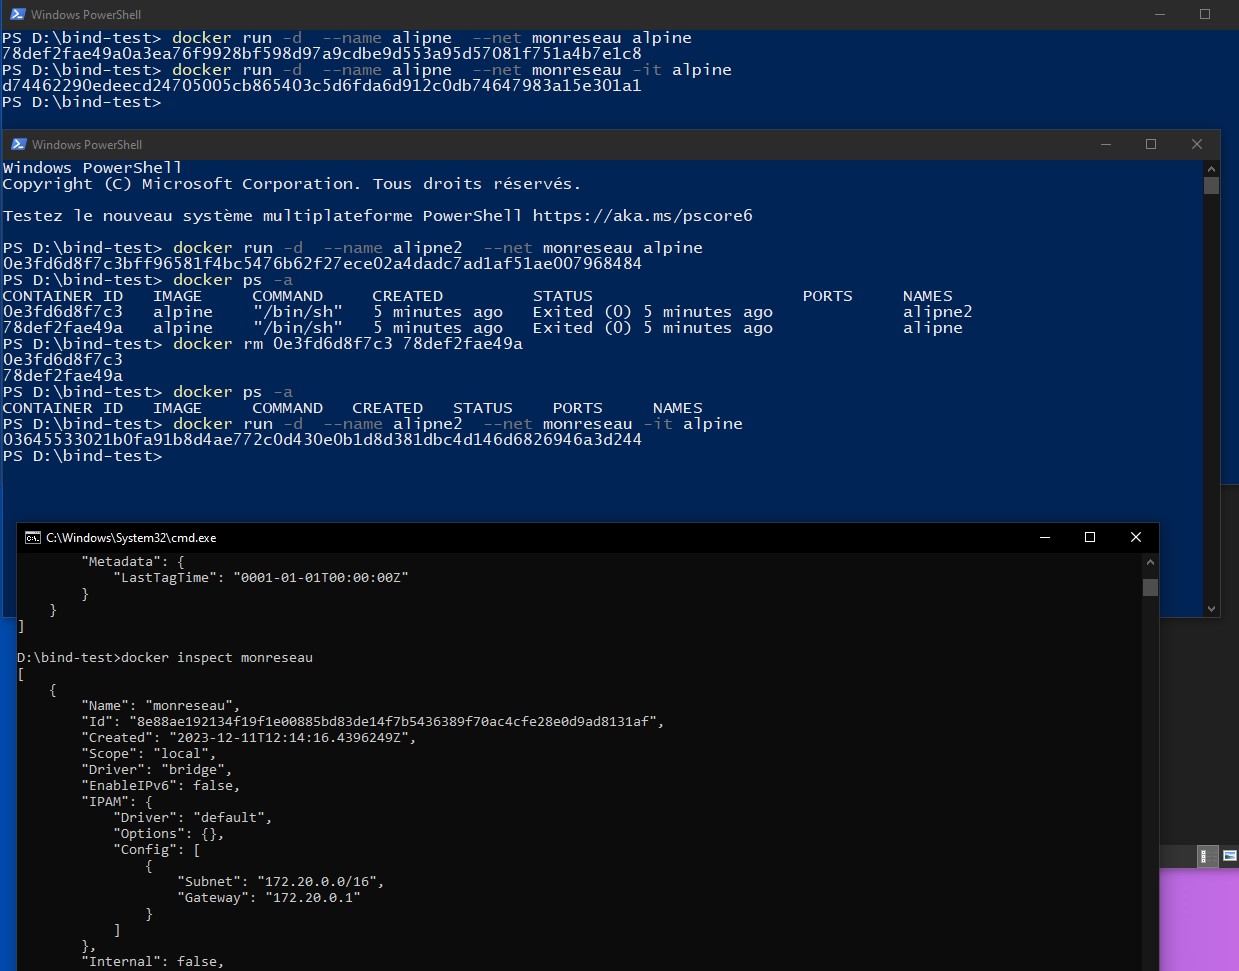 Windows PowerShell
PS D:\bind-test> docker run -d  --name alipne  --net monreseau alpine
78def2fae49a0a3ea76f9928bf598d97a9cdbe9d553a95d57081f751a4b7e1c8
PS D:\bind-test> docker run -d  --name alipne  --net monreseau -it alpine
d74462290edeecd24705005cb865403c5d6fda6d912c0db74647983a15e301a1
PS D:\bind-test>
Windows PowerShell
Windows PowerShell
Copyright (C) Microsoft Corporation. Tous droits réservés.
Testez le nouveau système multiplateforme PowerShell https://aka.ms/pscore6
PS D:\bind-test> docker run -d  --name alipne2  --net monreseau alpine
0e3fd6d8f7c3bff96581f4bc5476b62f27ece02a4dadc7ad1af51ae007968484
PS D:\bind-test> docker ps -a
CONTAINER ID   IMAGE     COMMAND     CREATED         STATUS                     PORTS     NAMES
0e3fd6d8f7c3   alpine    "/bin/sh"   5 minutes ago   Exited (0) 5 minutes ago             alipne2
78def2fae49a   alpine    "/bin/sh"   5 minutes ago   Exited (0) 5 minutes ago             alipne
PS D:\bind-test> docker rm 0e3fd6d8f7c3 78def2fae49a
0e3fd6d8f7c3
78def2fae49a
PS D:\bind-test> docker ps -a
CONTAINER ID   IMAGE     COMMAND   CREATED   STATUS    PORTS     NAMES
PS D:\bind-test> docker run -d  --name alipne2  --net monreseau -it alpine
03645533021b0fa91b8d4ae772c0d430e0b1d8d381dbc4d146d6826946a3d244
PS D:\bind-test>
C:\Windows\System32\cmd.exe
        "Metadata": {
            "LastTagTime": "0001-01-01T00:00:00Z"
        }
    }
]
D:\bind-test>docker inspect monreseau
[
    {
        "Name": "monreseau",
        "Id": "8e88ae192134f19f1e00885bd83de14f7b5436389f70ac4cfe28e0d9ad8131af",
        "Created": "2023-12-11T12:14:16.4396249Z",
        "Scope": "local",
        "Driver": "bridge",
        "EnableIPv6": false,
        "IPAM": {
            "Driver": "default",
            "Options": {},
            "Config": [
                {
                    "Subnet": "172.20.0.0/16",
                    "Gateway": "172.20.0.1"
                }
            ]
        },
        "Internal": false,